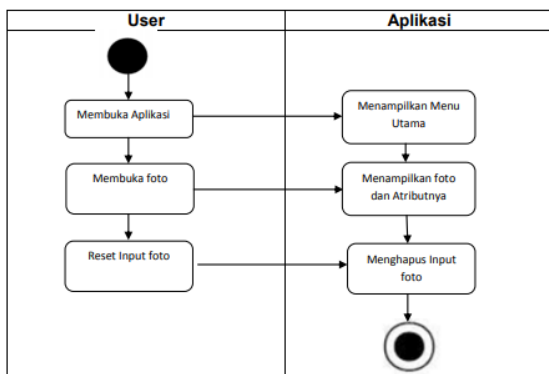 User
Aplikasi
Membuka Aplikasi
Menampilkan Menu
Utama
Membuka foto
Menampilkan foto
dan Atributnya
Reset Input foto
Menghapus Input
foto